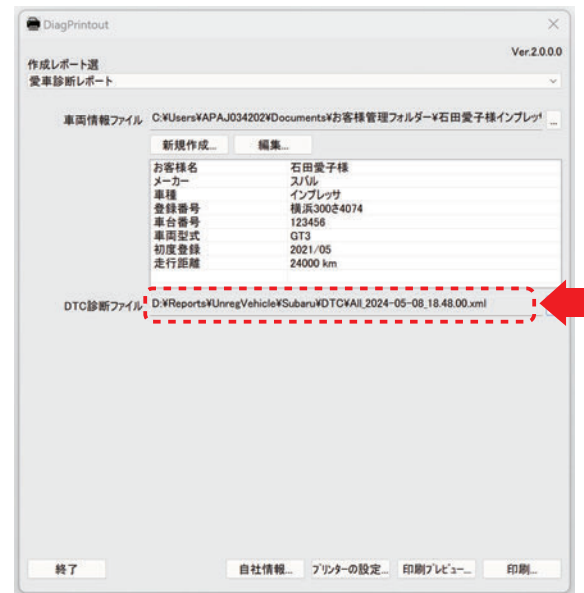 DiagPrintout
Ver.2.0.0.0
作成レポート選
愛車診断レポート
車両情報ファイル C:¥Users¥APAJ034202¥Documents¥お客様管理フォルダー¥石田愛子様インプレッ ...
新規作成... 編集...
お客様名 石田愛子様
メーカー スバル
車種 インプレッサ
登録番号 横浜300さ4074
車台番号 123456
車両型式 GT3
初度登録 2021/05
走行距離 24000 km
DTC診断ファイル D:¥Reports¥UnregVehicle¥Subaru¥DTC¥All_2024-05-08_18.48.00.xml
終了 自社情報... プリンターの設定... 印刷プレビュー... 印刷...